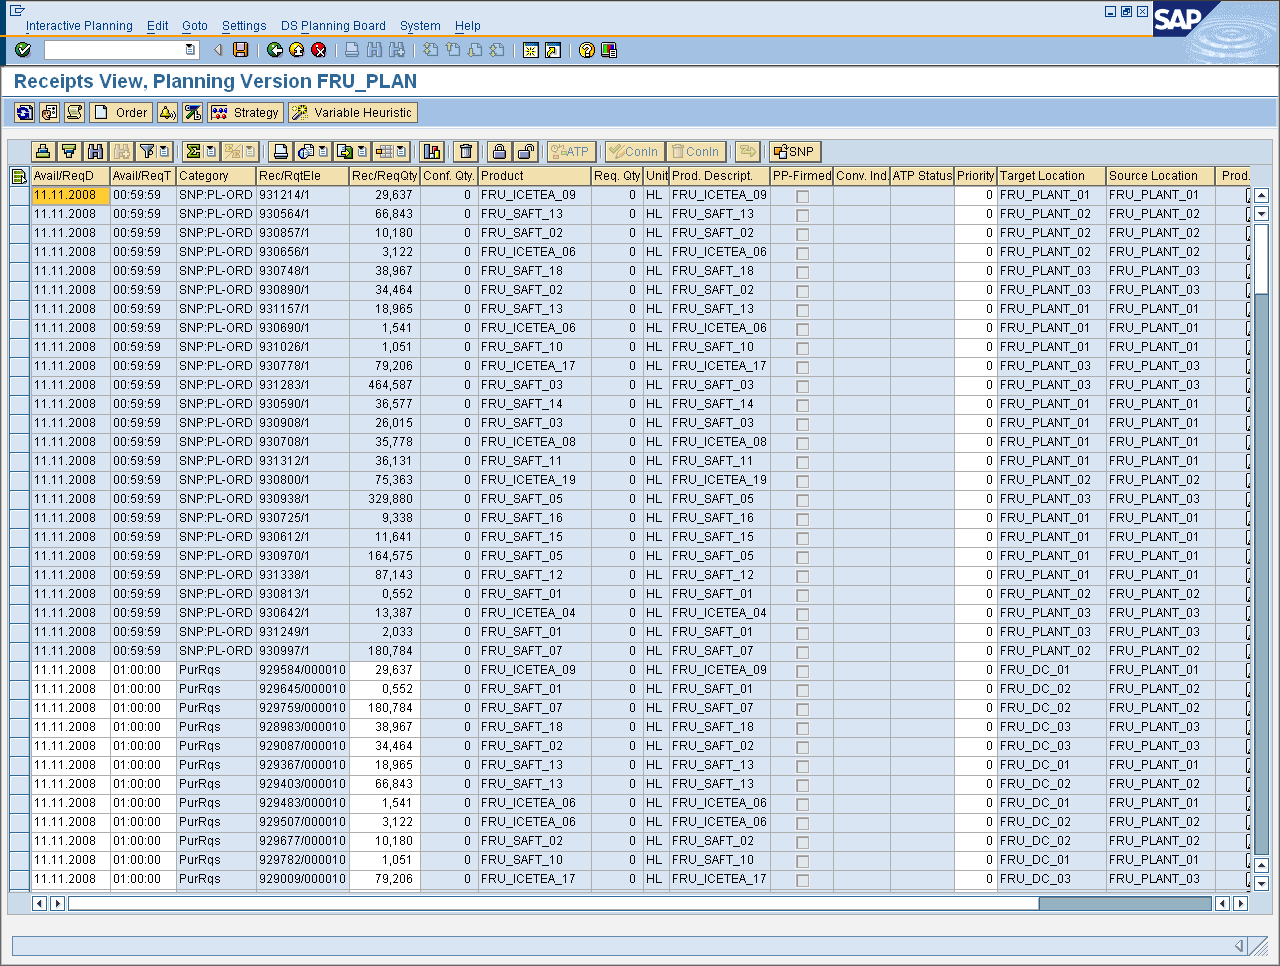 Interactive Planning Edit Goto Settings DS Planning Board System Help
SAP
Receipts View, Planning Version FRU_PLAN
Order Strategy Variable Heuristic
ATP ConIn ConIn SNP
Avail/ReqD Avail/ReqT Category Rec/RqtEle Rec/ReqQty Conf. Qty. Product Req. Qty Unit Prod. Descript. PP-Firmed Conv. Ind. ATP Status Priority Target Location Source Location Prod.
11.11.2008 00:59:59 SNP:PL-ORD 931214/1 29,637 0 FRU_ICETEA_09 0 HL FRU_ICETEA_09 0 FRU_PLANT_01 FRU_PLANT_01
11.11.2008 00:59:59 SNP:PL-ORD 930564/1 66,843 0 FRU_SAFT_13 0 HL FRU_SAFT_13 0 FRU_PLANT_02 FRU_PLANT_02
11.11.2008 00:59:59 SNP:PL-ORD 930857/1 10,180 0 FRU_SAFT_02 0 HL FRU_SAFT_02 0 FRU_PLANT_02 FRU_PLANT_02
11.11.2008 00:59:59 SNP:PL-ORD 930656/1 3,122 0 FRU_ICETEA_06 0 HL FRU_ICETEA_06 0 FRU_PLANT_02 FRU_PLANT_02
11.11.2008 00:59:59 SNP:PL-ORD 930748/1 38,967 0 FRU_SAFT_18 0 HL FRU_SAFT_18 0 FRU_PLANT_03 FRU_PLANT_03
11.11.2008 00:59:59 SNP:PL-ORD 930890/1 34,464 0 FRU_SAFT_02 0 HL FRU_SAFT_02 0 FRU_PLANT_03 FRU_PLANT_03
11.11.2008 00:59:59 SNP:PL-ORD 931157/1 18,965 0 FRU_SAFT_13 0 HL FRU_SAFT_13 0 FRU_PLANT_01 FRU_PLANT_01
11.11.2008 00:59:59 SNP:PL-ORD 930690/1 1,541 0 FRU_ICETEA_06 0 HL FRU_ICETEA_06 0 FRU_PLANT_01 FRU_PLANT_01
11.11.2008 00:59:59 SNP:PL-ORD 931026/1 1,051 0 FRU_SAFT_10 0 HL FRU_SAFT_10 0 FRU_PLANT_01 FRU_PLANT_01
11.11.2008 00:59:59 SNP:PL-ORD 930778/1 79,206 0 FRU_ICETEA_17 0 HL FRU_ICETEA_17 0 FRU_PLANT_03 FRU_PLANT_03
11.11.2008 00:59:59 SNP:PL-ORD 931283/1 464,587 0 FRU_SAFT_03 0 HL FRU_SAFT_03 0 FRU_PLANT_03 FRU_PLANT_03
11.11.2008 00:59:59 SNP:PL-ORD 930590/1 36,577 0 FRU_SAFT_14 0 HL FRU_SAFT_14 0 FRU_PLANT_01 FRU_PLANT_01
11.11.2008 00:59:59 SNP:PL-ORD 930908/1 26,015 0 FRU_SAFT_03 0 HL FRU_SAFT_03 0 FRU_PLANT_01 FRU_PLANT_01
11.11.2008 00:59:59 SNP:PL-ORD 930708/1 35,778 0 FRU_ICETEA_08 0 HL FRU_ICETEA_08 0 FRU_PLANT_01 FRU_PLANT_01
11.11.2008 00:59:59 SNP:PL-ORD 931312/1 36,131 0 FRU_SAFT_11 0 HL FRU_SAFT_11 0 FRU_PLANT_01 FRU_PLANT_01
11.11.2008 00:59:59 SNP:PL-ORD 930800/1 75,363 0 FRU_ICETEA_19 0 HL FRU_ICETEA_19 0 FRU_PLANT_02 FRU_PLANT_02
11.11.2008 00:59:59 SNP:PL-ORD 930938/1 329,880 0 FRU_SAFT_05 0 HL FRU_SAFT_05 0 FRU_PLANT_03 FRU_PLANT_03
11.11.2008 00:59:59 SNP:PL-ORD 930725/1 9,338 0 FRU_SAFT_16 0 HL FRU_SAFT_16 0 FRU_PLANT_01 FRU_PLANT_01
11.11.2008 00:59:59 SNP:PL-ORD 930612/1 11,641 0 FRU_SAFT_15 0 HL FRU_SAFT_15 0 FRU_PLANT_01 FRU_PLANT_01
11.11.2008 00:59:59 SNP:PL-ORD 930970/1 164,575 0 FRU_SAFT_05 0 HL FRU_SAFT_05 0 FRU_PLANT_01 FRU_PLANT_01
11.11.2008 00:59:59 SNP:PL-ORD 931338/1 87,143 0 FRU_SAFT_12 0 HL FRU_SAFT_12 0 FRU_PLANT_01 FRU_PLANT_01
11.11.2008 00:59:59 SNP:PL-ORD 930813/1 0,552 0 FRU_SAFT_01 0 HL FRU_SAFT_01 0 FRU_PLANT_02 FRU_PLANT_02
11.11.2008 00:59:59 SNP:PL-ORD 930642/1 13,387 0 FRU_ICETEA_04 0 HL FRU_ICETEA_04 0 FRU_PLANT_03 FRU_PLANT_03
11.11.2008 00:59:59 SNP:PL-ORD 931249/1 2,033 0 FRU_SAFT_01 0 HL FRU_SAFT_01 0 FRU_PLANT_03 FRU_PLANT_03
11.11.2008 00:59:59 SNP:PL-ORD 930997/1 180,784 0 FRU_SAFT_07 0 HL FRU_SAFT_07 0 FRU_PLANT_02 FRU_PLANT_02
11.11.2008 01:00:00 PurRqs 929584/000010 29,637 0 FRU_ICETEA_09 0 HL FRU_ICETEA_09 0 FRU_DC_01 FRU_PLANT_01
11.11.2008 01:00:00 PurRqs 929645/000010 0,552 0 FRU_SAFT_01 0 HL FRU_SAFT_01 0 FRU_DC_02 FRU_PLANT_02
11.11.2008 01:00:00 PurRqs 929759/000010 180,784 0 FRU_SAFT_07 0 HL FRU_SAFT_07 0 FRU_DC_02 FRU_PLANT_02
11.11.2008 01:00:00 PurRqs 928983/000010 38,967 0 FRU_SAFT_18 0 HL FRU_SAFT_18 0 FRU_DC_03 FRU_PLANT_03
11.11.2008 01:00:00 PurRqs 929087/000010 34,464 0 FRU_SAFT_02 0 HL FRU_SAFT_02 0 FRU_DC_03 FRU_PLANT_03
11.11.2008 01:00:00 PurRqs 929367/000010 18,965 0 FRU_SAFT_13 0 HL FRU_SAFT_13 0 FRU_DC_01 FRU_PLANT_01
11.11.2008 01:00:00 PurRqs 929403/000010 66,843 0 FRU_SAFT_13 0 HL FRU_SAFT_13 0 FRU_DC_02 FRU_PLANT_02
11.11.2008 01:00:00 PurRqs 929483/000010 1,541 0 FRU_ICETEA_06 0 HL FRU_ICETEA_06 0 FRU_DC_01 FRU_PLANT_01
11.11.2008 01:00:00 PurRqs 929507/000010 3,122 0 FRU_ICETEA_06 0 HL FRU_ICETEA_06 0 FRU_DC_02 FRU_PLANT_02
11.11.2008 01:00:00 PurRqs 929677/000010 10,180 0 FRU_SAFT_02 0 HL FRU_SAFT_02 0 FRU_DC_02 FRU_PLANT_02
11.11.2008 01:00:00 PurRqs 929782/000010 1,051 0 FRU_SAFT_10 0 HL FRU_SAFT_10 0 FRU_DC_01 FRU_PLANT_01
11.11.2008 01:00:00 PurRqs 929009/000010 79,206 0 FRU_ICETEA_17 0 HL FRU_ICETEA_17 0 FRU_DC_03 FRU_PLANT_03